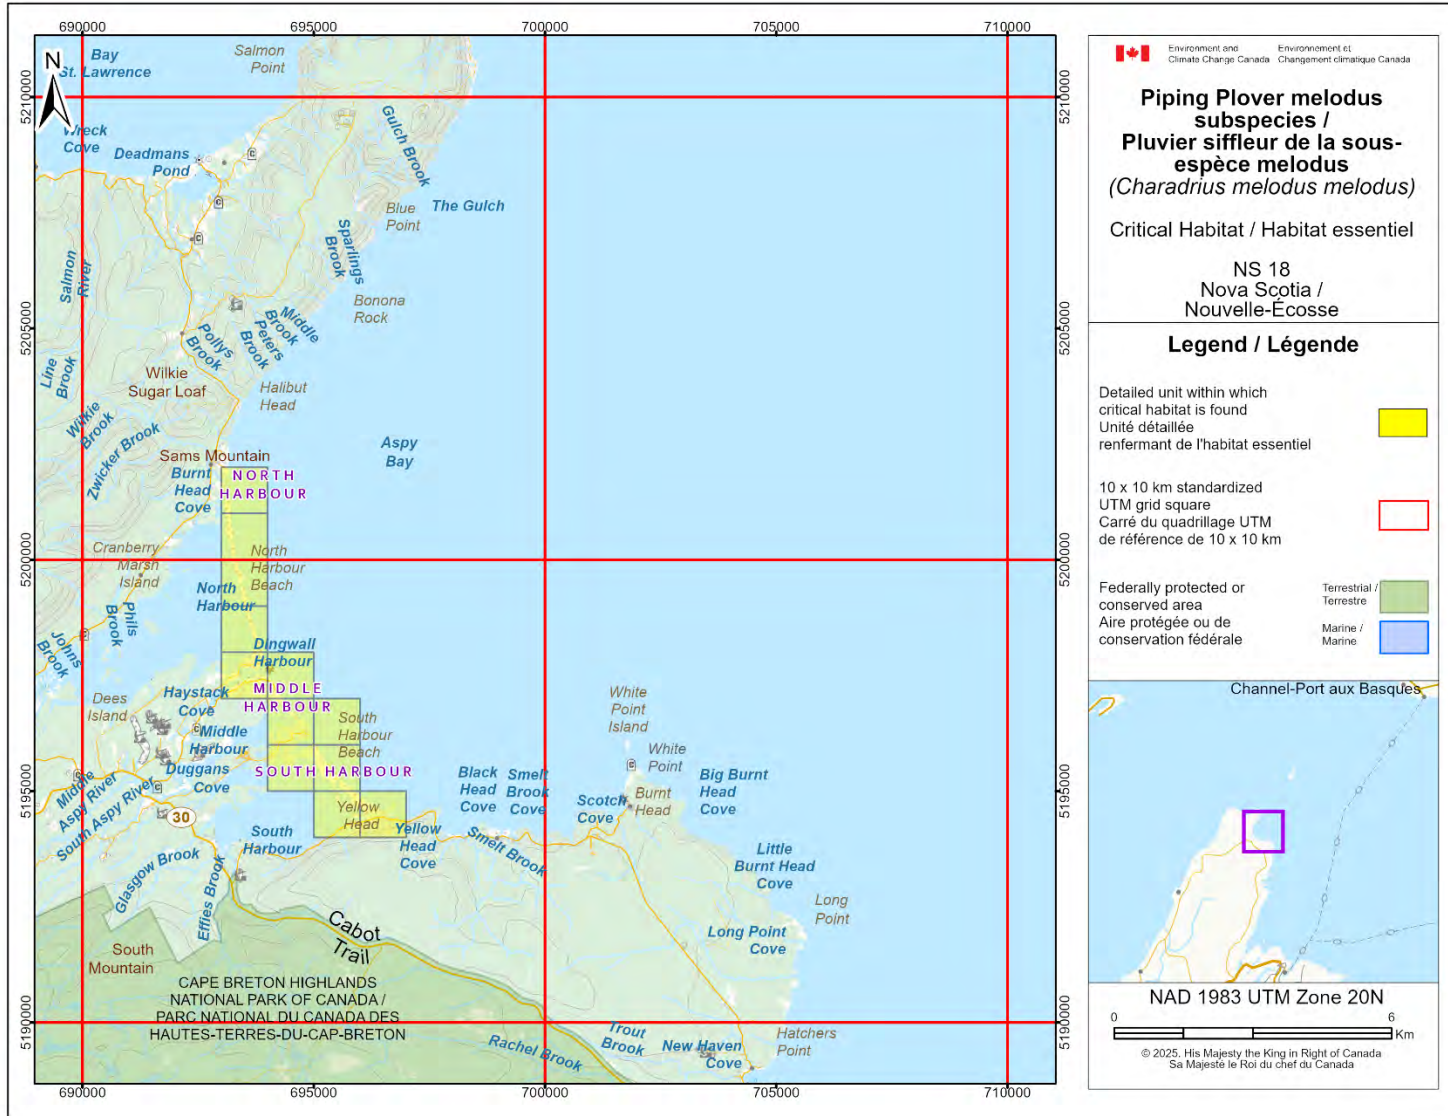 690000
695000
700000
705000
710000
N
Bay
St. Lawrence
Salmon
Point
5210000
5210000
Wreck
Cove
Deadmans
Pond
C
Gulch Brook
Blue
Point
The Gulch
C
C
Sparlings
Brook
Salmon
River
Bonona
Rock
5205000
5205000
Middle
Brook
Peters
Brook
Pollys
Brook
Line
Brook
Wilkie
Sugar Loaf
Halibut
Head
Wilkie
Brook
Zwicker Brook
Aspy
Bay
Sams Mountain
Burnt
Head
Cove
NORTH
HARBOUR
Cranberry
Marsh
Island
North
Harbour
Beach
5200000
5200000
North
Harbour
Phils
Brook
Johns
Brook
C
Dingwall
Harbour
Dees
Island
Haystack
Cove
MIDDLE
HARBOUR
White
Point
Island
C
Middle
Harbour
South
Harbour
Beach
White
Point
C
Duggans
Cove
SOUTH HARBOUR
Black
Head
Cove
Smelt
Brook
Cove
Big Burnt
Head
Cove
C
Middle
Aspy River
C
Burnt
Head
Scotch
Cove
5195000
5195000
South Aspy River
30
Yellow
Head
South
Harbour
Yellow
Head
Cove
Smelt Brook
Little
Burnt Head
Cove
Glasgow Brook
Effies Brook
Long
Point
Cabot
Trail
Long Point
Cove
South
Mountain
CAPE BRETON HIGHLANDS
NATIONAL PARK OF CANADA /
PARC NATIONAL DU CANADA DES
HAUTES-TERRES-DU-CAP-BRETON
5190000
5190000
Trout
Brook
Hatchers
Point
Rachel Brook
New Haven
Cove
690000
695000
700000
705000
710000
Environment and
Climate Change Canada
Environnement et
Changement climatique Canada
Piping Plover melodus
subspecies /
Pluvier siffleur de la sous-
espèce melodus
(Charadrius melodus melodus)
Critical Habitat / Habitat essentiel
NS 18
Nova Scotia /
Nouvelle-Écosse
Legend / Légende
Detailed unit within which
critical habitat is found
Unité détaillée
renfermant de l'habitat essentiel
10 x 10 km standardized
UTM grid square
Carré du quadrillage UTM
de référence de 10 x 10 km
Federally protected or
conserved area
Aire protégée ou de
conservation fédérale
Terrestrial /
Terrestre
Marine /
Marine
Channel-Port aux Basques
NAD 1983 UTM Zone 20N
0
6
Km
© 2025. His Majesty the King in Right of Canada
Sa Majesté le Roi du chef du Canada